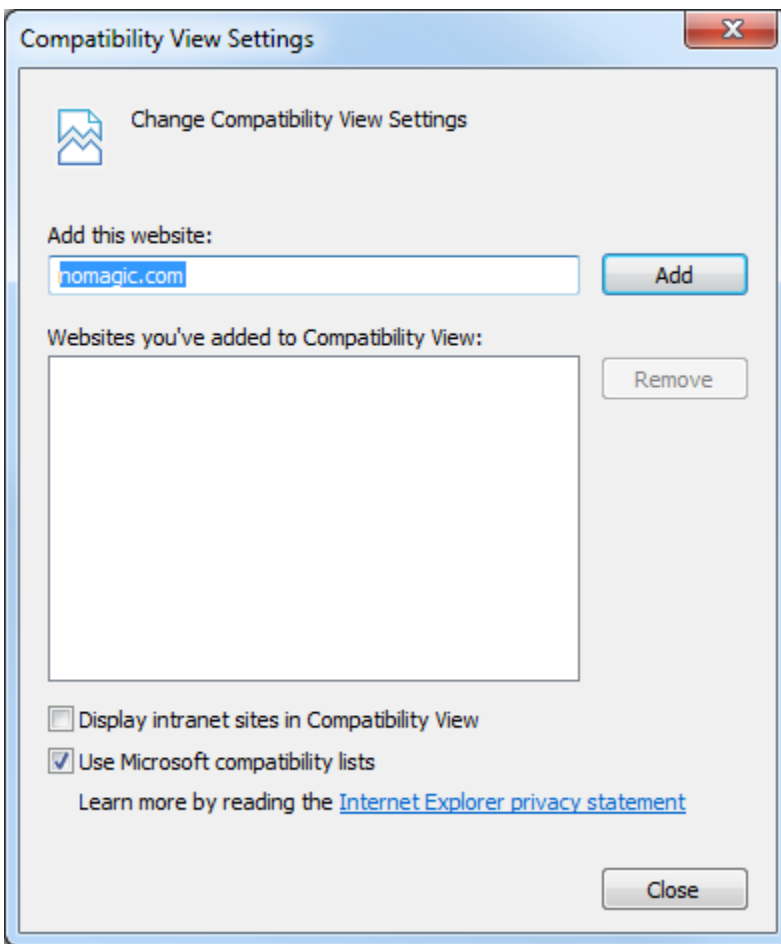 Compatibility View Settings
X
Change Compatibility View Settings
Add this website:
nomagic.com
Add
Websites you've added to Compatibility View:
Remove
Display intranet sites in Compatibility View
Use Microsoft compatibility lists
Learn more by reading the Internet Explorer privacy statement
Close